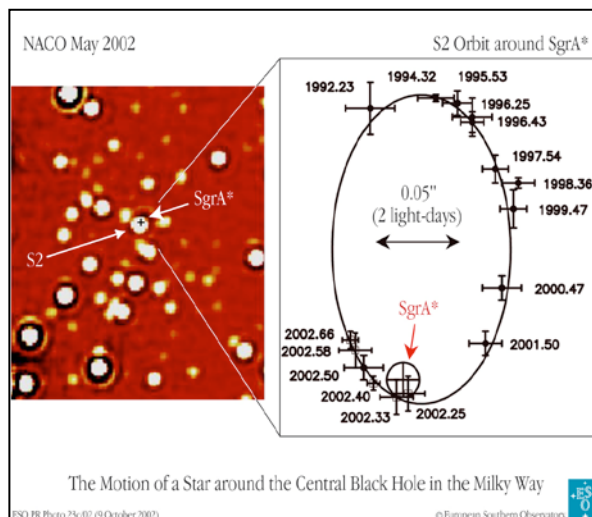 NACO May 2002
S2 Orbit around SgrA*
SgrA*
S2
1992.23
1994.32
1995.53
1996.25
1996.43
1997.54
1998.36
1999.47
0.05"
(2 light-days)
2000.47
SgrA*
2001.50
2002.66
2002.58
2002.50
2002.40
2002.33
2002.25
The Motion of a Star around the Central Black Hole in the Milky Way
ESO PR Photo 23c/02 (9 October 2002)
© European Southern Observatory
ESO